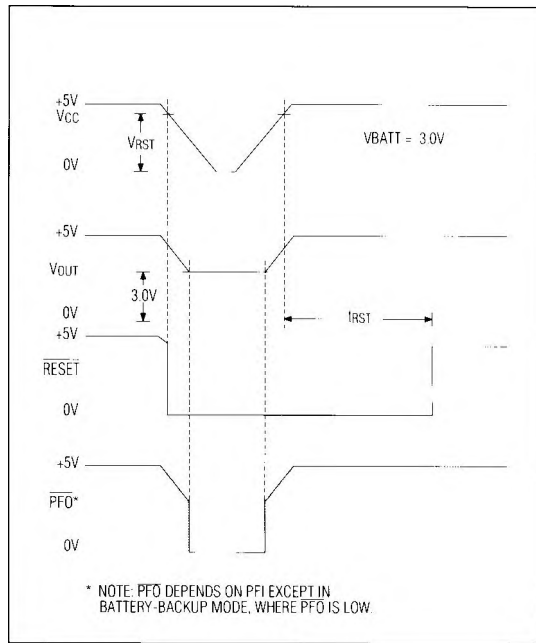 +5V
VCC
VRST
VBATT = 3.0V
0V
+5V
VOUT
3.0V
0V
tRST
+5V
RESET
0V
+5V
PFO*
0V
* NOTE: PFO DEPENDS ON PFI EXCEPT IN
BATTERY-BACKUP MODE, WHERE PFO IS LOW.